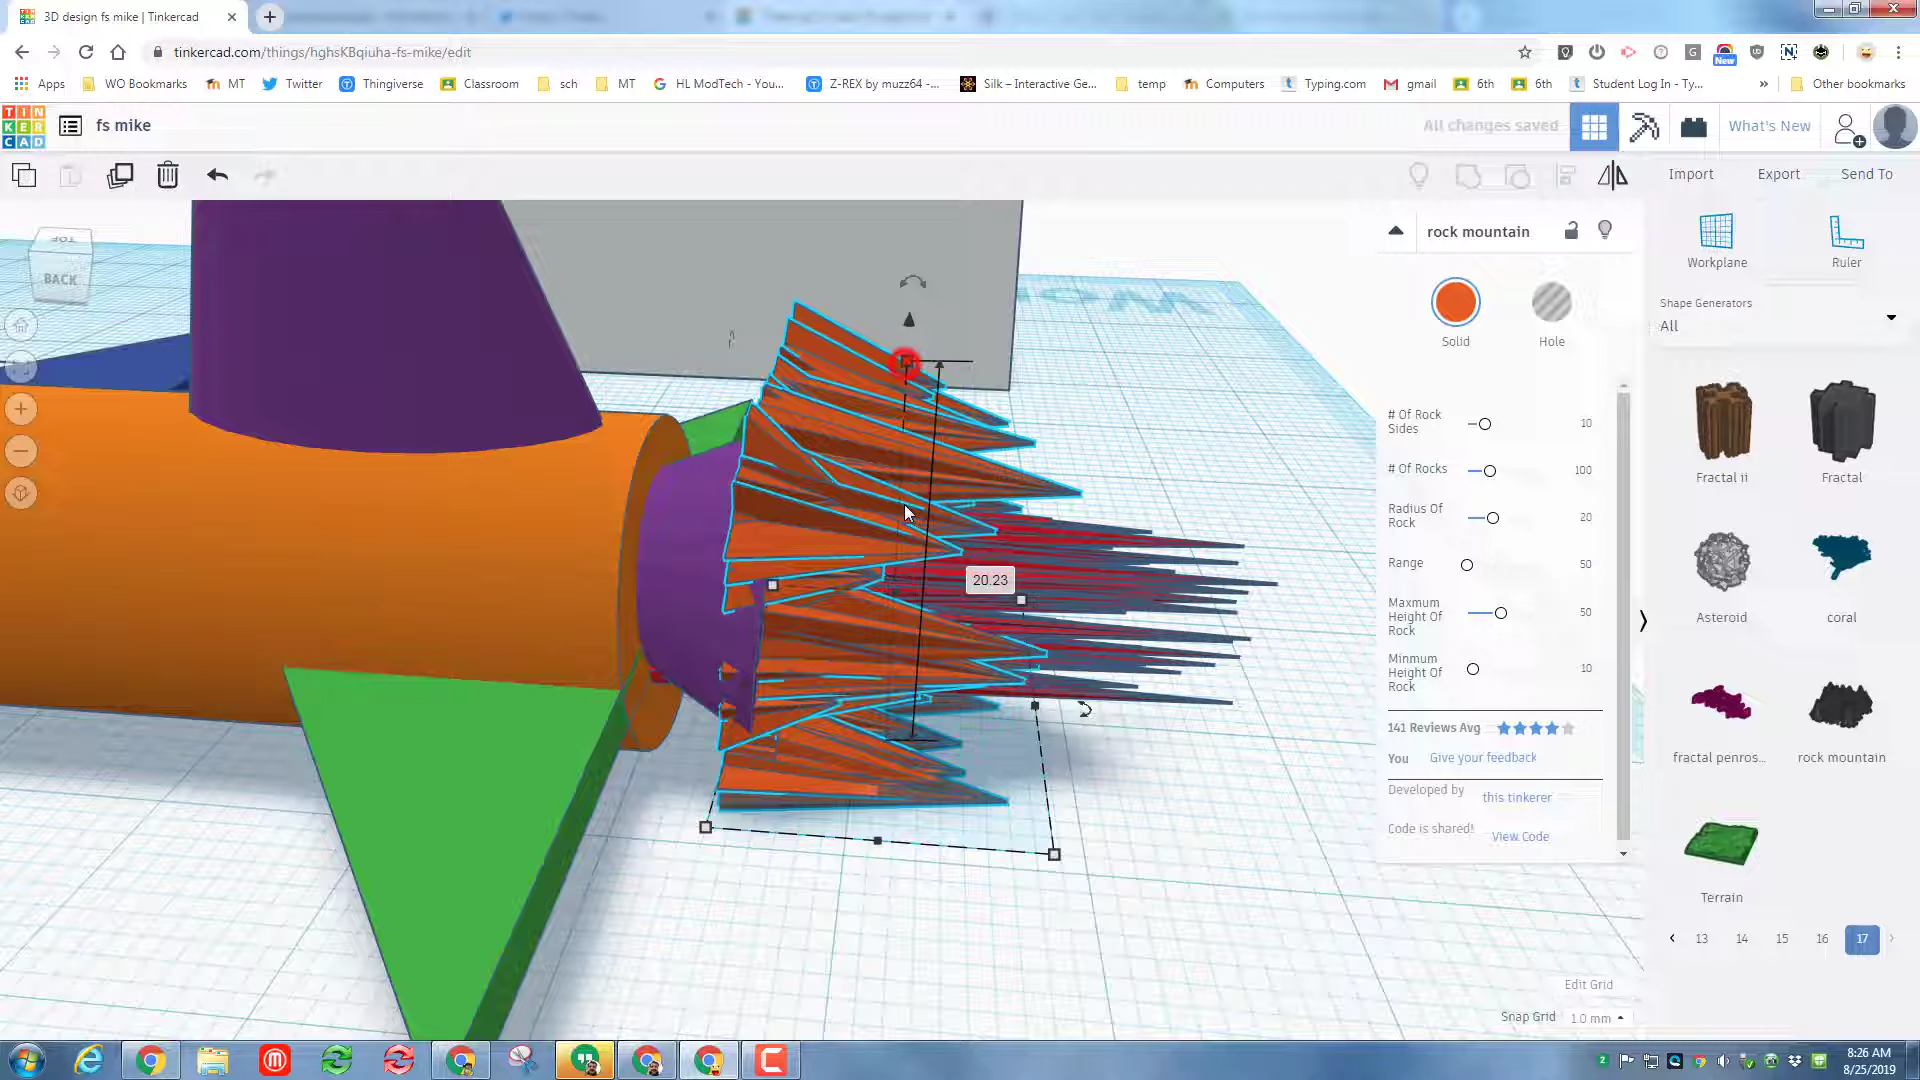 3D design fs mike | Tinkercad
tinkercad.com/things/hghsKBqiuha-fs-mike/edit
New
Apps
WO Bookmarks
MT
Twitter
Thingiverse
Classroom
sch
MT
HL ModTech - You...
Z-REX by muzz64 -...
Silk – Interactive Ge...
temp
Computers
Typing.com
gmail
6th
6th
Student Log In - Ty...
»
Other bookmarks
TIN
KER
CAD
fs mike
All changes saved
What's New
Import
Export
Send To
TOP
BACK
20.23
rock mountain
Solid
Hole
# Of Rock Sides
10
# Of Rocks
100
Radius Of Rock
20
Range
50
Maxmum Height Of Rock
50
Minmum Height Of Rock
10
141 Reviews Avg
You
Give your feedback
Developed by
this tinkerer
Code is shared!
View Code
Workplane
Ruler
Shape Generators
All
Fractal ii
Fractal
Asteroid
coral
fractal penros...
rock mountain
Terrain
13
14
15
16
17
Edit Grid
Snap Grid
1.0 mm
8:26 AM
8/25/2019